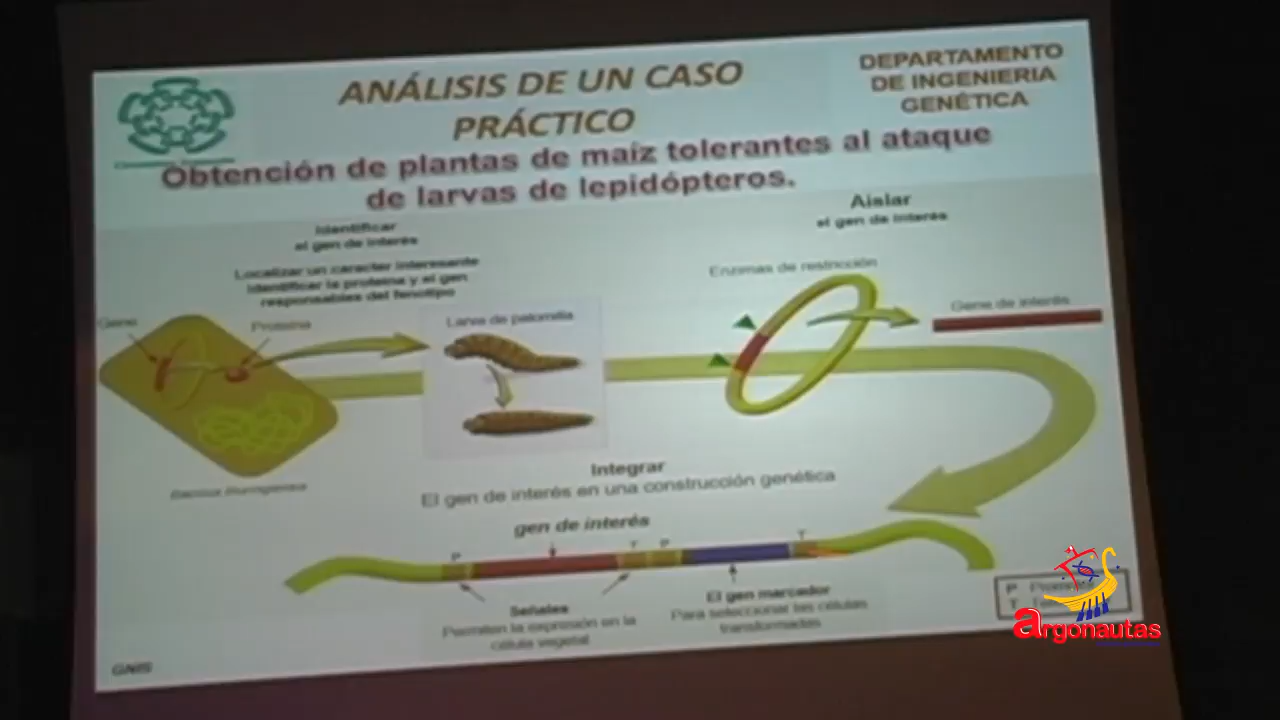 ANÁLISIS DE UN CASO
PRÁCTICO
DEPARTAMENTO
DE INGENIERIA
GENÉTICA
Obtención de plantas de maíz tolerantes al ataque
de larvas de lepidópteros.
Identificar
el gen de interés
Localizar un caracter interesante
Identificar la proteína y el gen
responsables del fenotipo
Aislar
el gen de interés
Enzimas de restricción
Gene
Proteina
Larva de palomilla
Gene de interés
Bacillus thuringiensis
Integrar
El gen de interés en una construcción genética
gen de interés
P
T
P
T
Señales
Permiten la expresión en la
célula vegetal
El gen marcador
Para seleccionar las células
transformadas
P
T
GNIS
argonautas